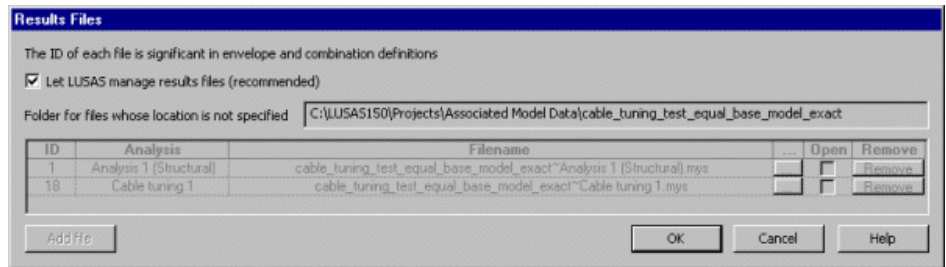 Results Files
The ID of each file is significant in envelope and combination definitions
Let LUSAS manage results files (recommended)
Folder for files whose location is not specified C:\LUSAS150\Projects\Associated Model Data\cable_tuning_test_equal_base_model_exact
ID Analysis Filename ... Open Remove
1 Analysis 1 (Structural) cable_tuning_test_equal_base_model_exact~Analysis 1 (Structural).mys ... Remove
18 Cable tuning 1 cable_tuning_test_equal_base_model_exact~Cable tuning 1.mys ... Remove
Add file OK Cancel Help